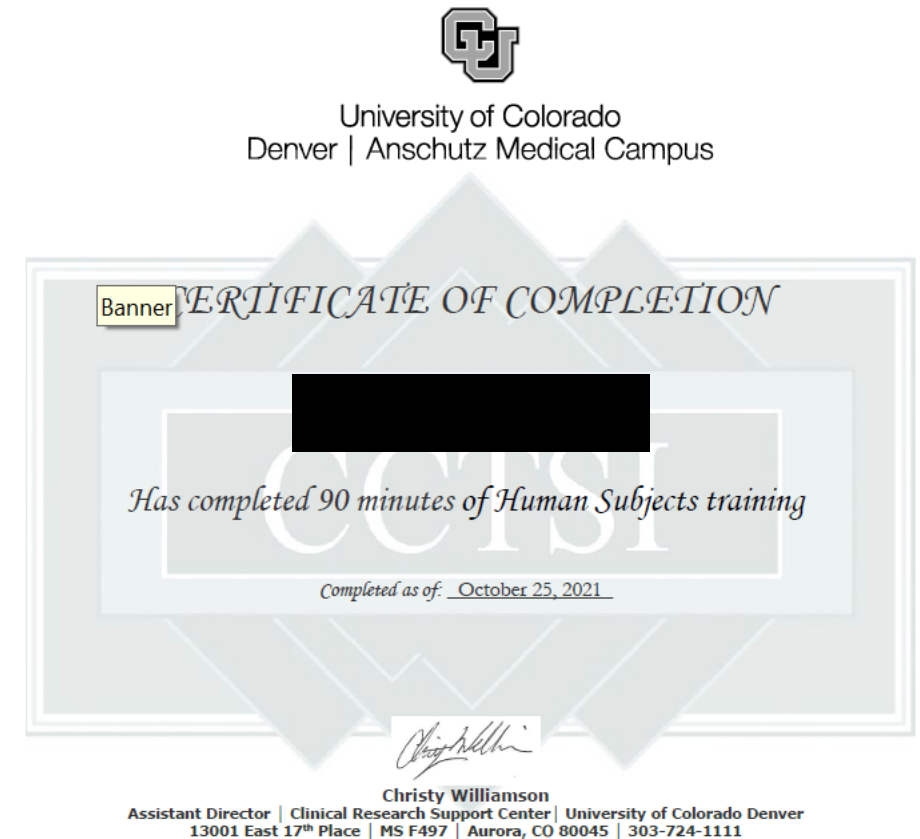 CU
University of Colorado
Denver | Anschutz Medical Campus
CERTIFICATE OF COMPLETION
Banner
CCTSI
Has completed 90 minutes of Human Subjects training
Completed as of: October 25, 2021
Christy Williamson
Assistant Director | Clinical Research Support Center | University of Colorado Denver
13001 East 17th Place | MS F497 | Aurora, CO 80045 | 303-724-1111